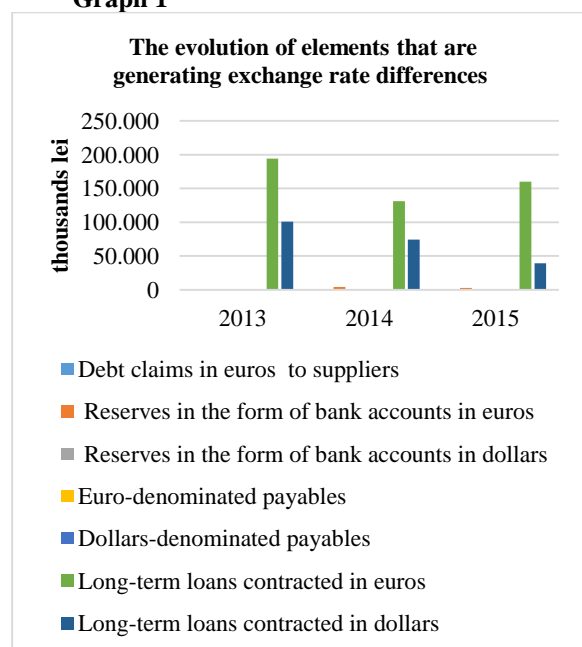 Graph 1
The evolution of elements that are
generating exchange rate differences
thousands lei
250.000
200.000
150.000
100.000
50.000
0
2013 2014 2015
Debt claims in euros to suppliers
Reserves in the form of bank accounts in euros
Reserves in the form of bank accounts in dollars
Euro-denominated payables
Dollars-denominated payables
Long-term loans contracted in euros
Long-term loans contracted in dollars